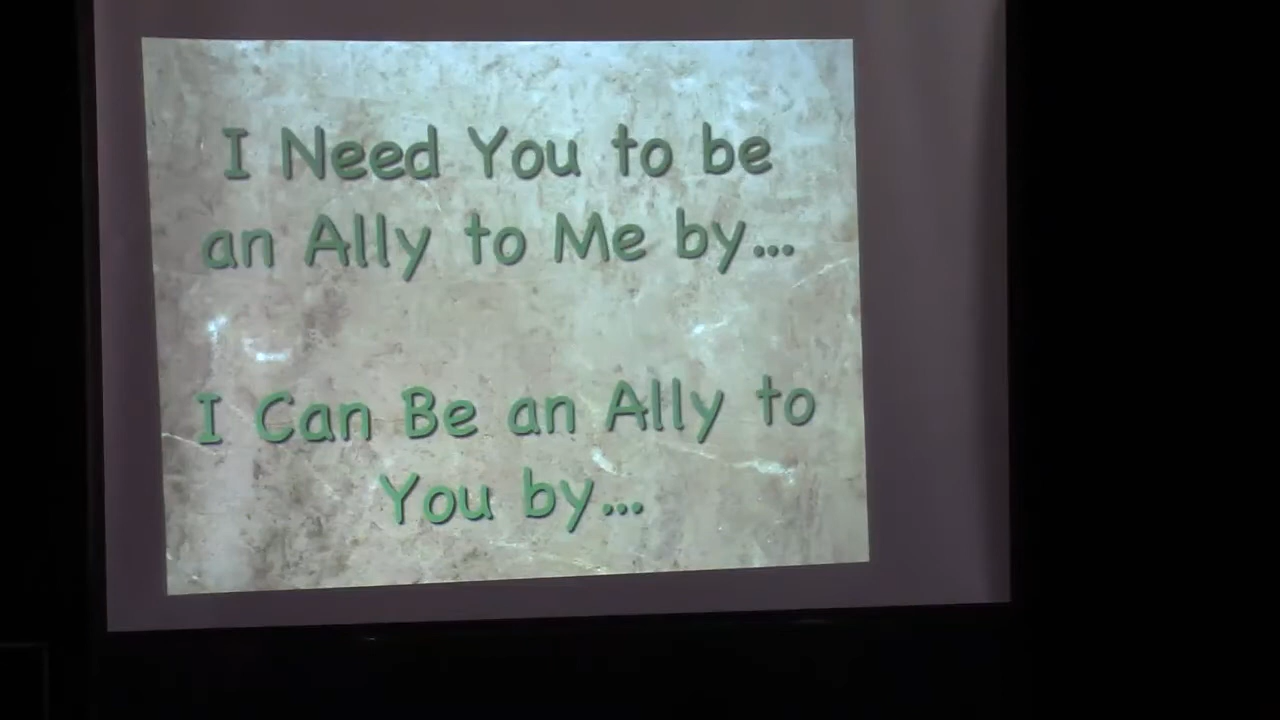 I Need You to be
an Ally to Me by...
I Can Be an Ally to
You by...